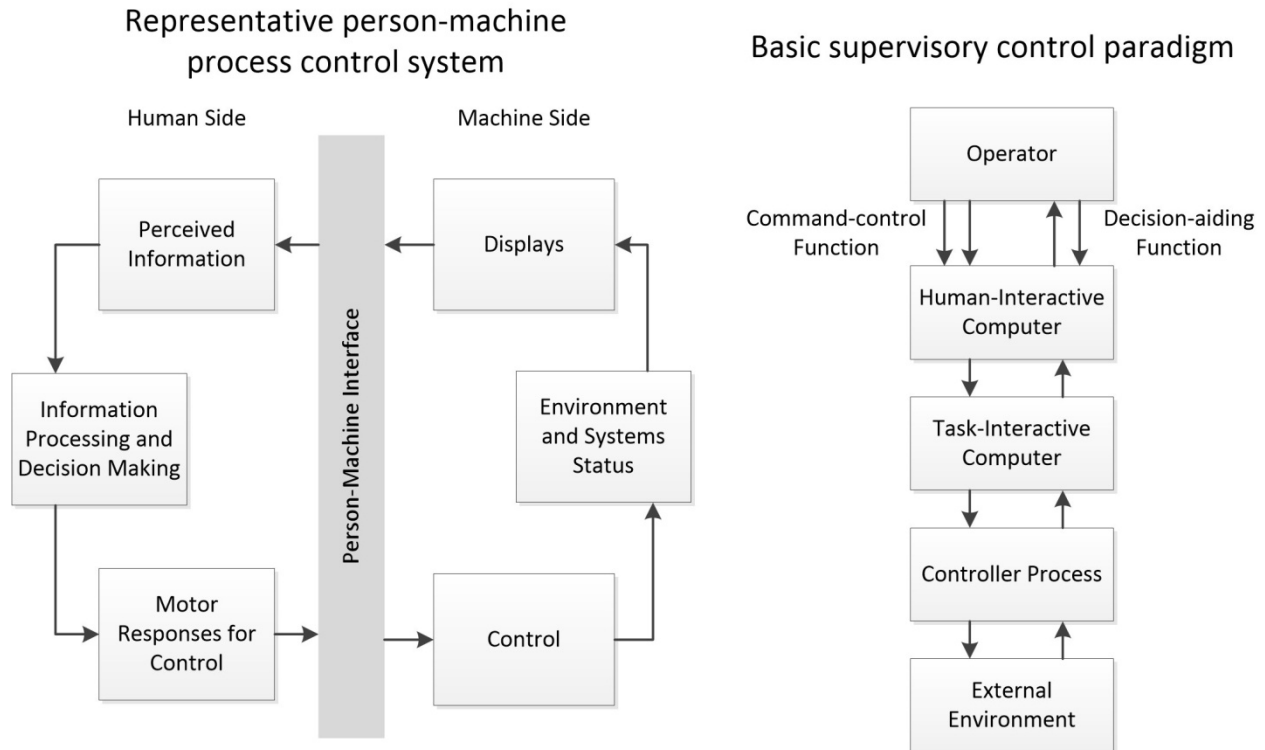 Representative person-machine
process control system
Human Side
Machine Side
Perceived
Information
Displays
Information
Processing and
Decision Making
Person-Machine Interface
Environment
and Systems
Status
Motor
Responses for
Control
Control
Basic supervisory control paradigm
Operator
Command-control
Function
Decision-aiding
Function
Human-Interactive
Computer
Task-Interactive
Computer
Controller Process
External
Environment